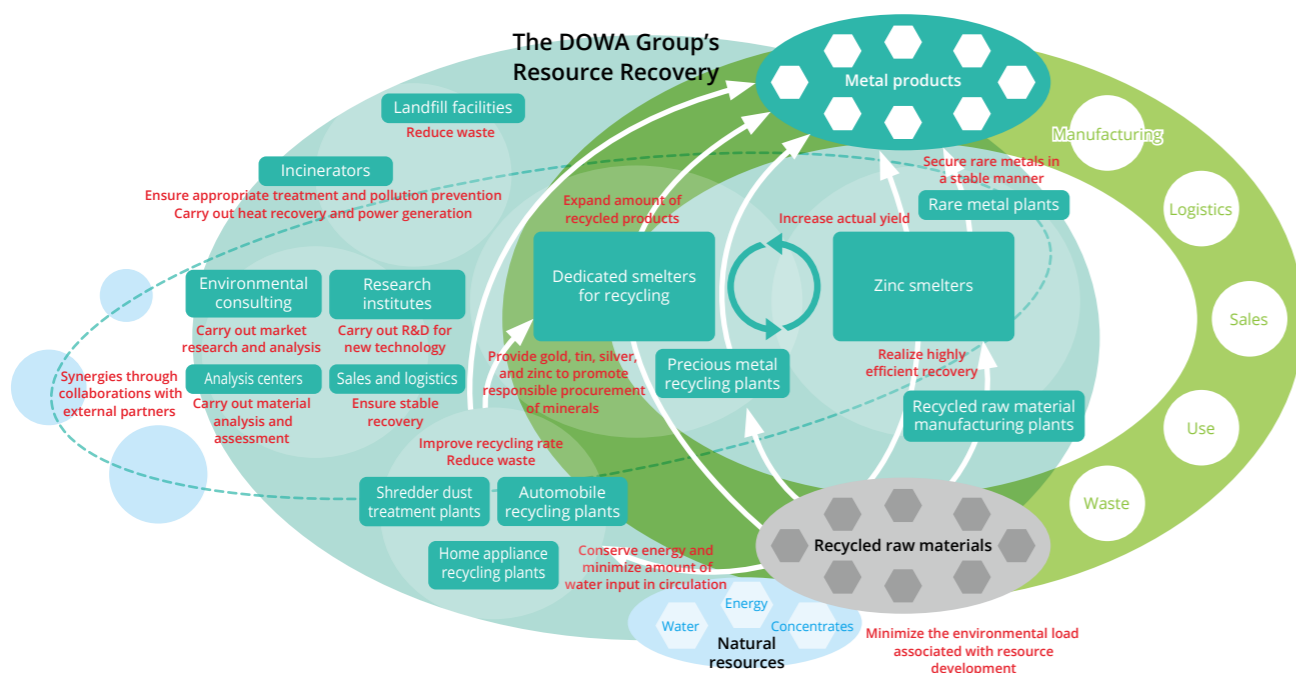 The DOWA Group's
Resource Recovery
Metal products
Landfill facilities
Reduce waste
Manufacturing
Incinerators
Ensure appropriate treatment and pollution prevention
Carry out heat recovery and power generation
Secure rare metals in
a stable manner
Rare metal plants
Logistics
Expand amount of
recycled products
Increase actual yield
Dedicated smelters
for recycling
Zinc smelters
Environmental
consulting
Carry out market
research and analysis
Research
institutes
Carry out R&D for
new technology
Sales
Synergies through
collaborations with
external partners
Analysis centers
Carry out material
analysis and
assessment
Sales and logistics
Ensure stable
recovery
Provide gold, tin, silver,
and zinc to promote
responsible procurement
of minerals
Precious metal
recycling plants
Realize highly
efficient recovery
Recycled raw material
manufacturing plants
Use
Improve recycling rate
Reduce waste
Shredder dust
treatment plants
Automobile
recycling plants
Waste
Home appliance
recycling plants
Conserve energy and
minimize amount of
water input in circulation
Recycled raw materials
Water
Energy
Concentrates
Natural
resources
Minimize the environmental load
associated with resource
development